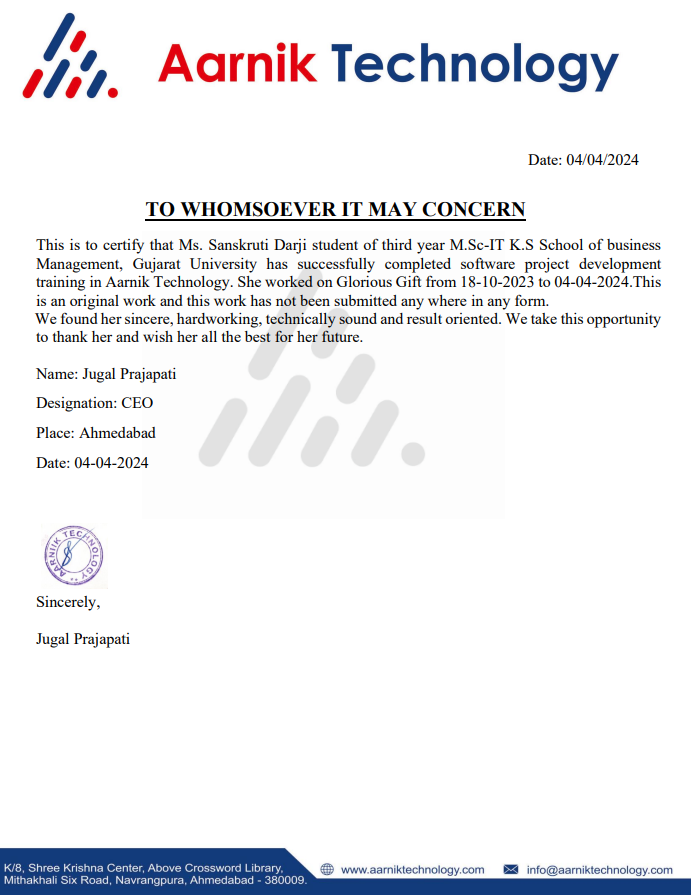 Aarnik Technology
Date: 04/04/2024
TO WHOMSOEVER IT MAY CONCERN
This is to certify that Ms. Sanskruti Darji student of third year M.Sc-IT K.S School of business
Management, Gujarat University has successfully completed software project development
training in Aarnik Technology. She worked on Glorious Gift from 18-10-2023 to 04-04-2024.This
is an original work and this work has not been submitted any where in any form.
We found her sincere, hardworking, technically sound and result oriented. We take this opportunity
to thank her and wish her all the best for her future.
Name: Jugal Prajapati
Designation: CEO
Place: Ahmedabad
Date: 04-04-2024
AARNIIK TECHNOLOGY
Sincerely,
Jugal Prajapati
K/8, Shree Krishna Center, Above Crossword Library,
Mithakhali Six Road, Navrangpura, Ahmedabad - 380009.
www.aarniktechnology.com
info@aarniktechnology.com